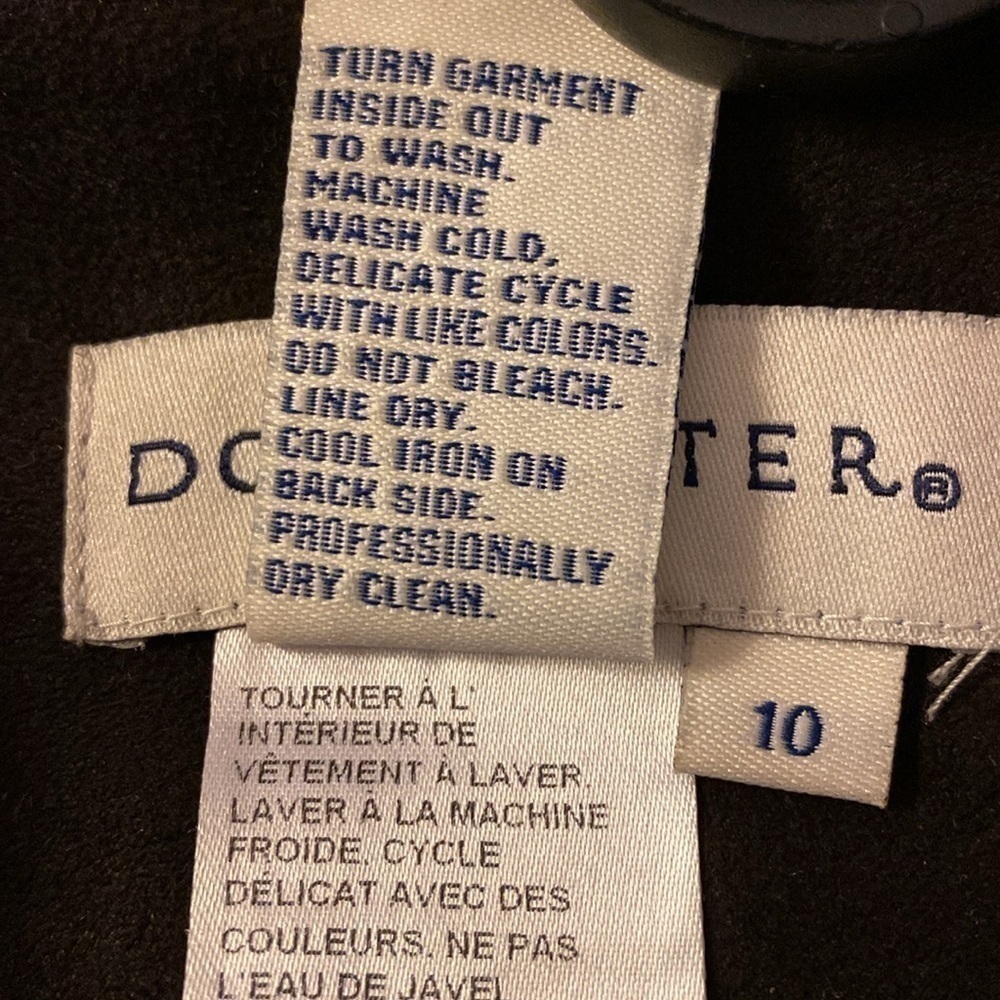 TURN GARMENT
INSIDE OUT
TO WASH.
MACHINE
WASH COLD,
DELICATE CYCLE
WITH LIKE COLORS.
DO NOT BLEACH.
LINE DRY.
COOL IRON ON
BACK SIDE.
PROFESSIONALLY
DRY CLEAN.
TER®
10
TOURNER À L'
INTÉRIEUR DE
VÊTEMENT À LAVER.
LAVER À LA MACHINE
FROIDE, CYCLE
DÉLICAT AVEC DES
COULEURS. NE PAS
L'EAU DE JAVEL